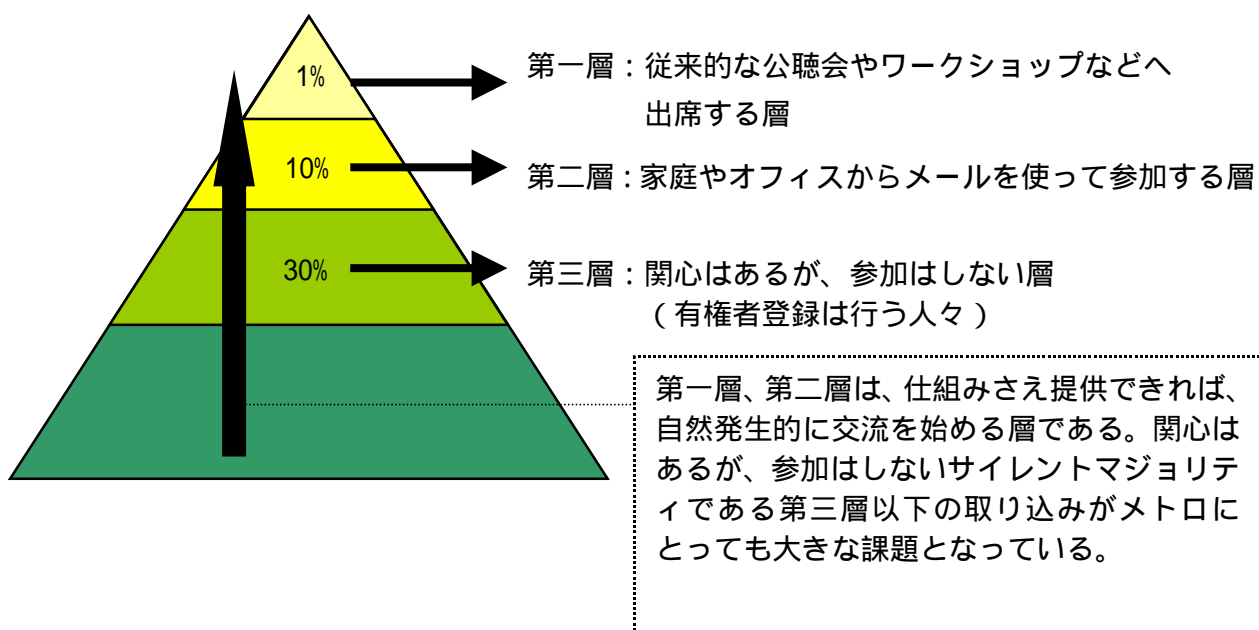 1%
第一層：従来的な公聴会やワークショップなどへ
出席する層
10%
第二層：家庭やオフィスからメールを使って参加する層
30%
第三層：関心はあるが、参加はしない層
（有権者登録は行う人々）
第一層、第二層は、仕組みさえ提供できれば、
自然発生的に交流を始める層である。関心は
あるが、参加はしないサイレントマジョリテ
ィである第三層以下の取り込みがメトロに
とっても大きな課題となっている。